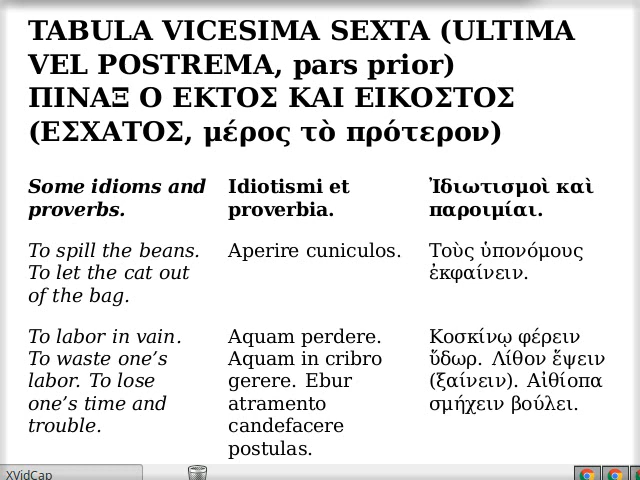 TABULA VICESIMA SEXTA (ULTIMA
VEL POSTREMA, pars prior)
ΠΙΝΑΞ Ο ΕΚΤΟΣ ΚΑΙ ΕΙΚΟΣΤΟΣ
(ΕΣΧΑΤΟΣ, μέρος τὸ πρότερον)
Some idioms and
proverbs.
Idiotismi et
proverbia.
Ἰδιωτισμοὶ καὶ
παροιμίαι.
To spill the beans.
To let the cat out
of the bag.
Aperire cuniculos.
Τοὺς ὑπονόμους
ἐκφαίνειν.
To labor in vain.
To waste one’s
labor. To lose
one’s time and
trouble.
Aquam perdere.
Aquam in cribro
gerere. Ebur
atramento
candefacere
postulas.
Κοσκίνῳ φέρειν
ὕδωρ. Λίθον ἕψειν
(ξαίνειν). Αἰθίοπα
σμήχειν βούλει.
XVidCap